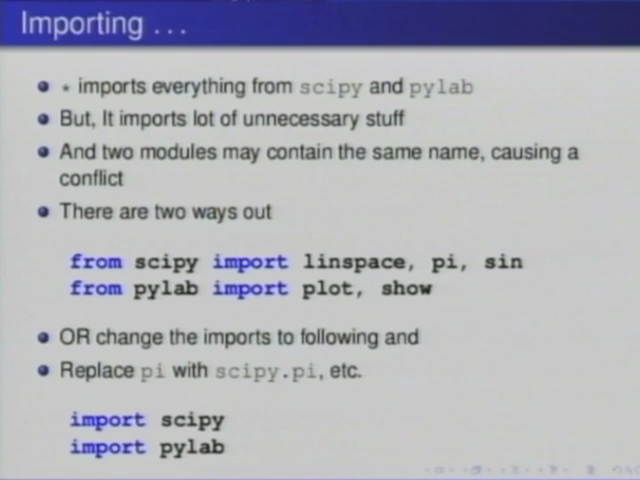 Importing ...
* imports everything from scipy and pylab
But, It imports lot of unnecessary stuff
And two modules may contain the same name, causing a
conflict
There are two ways out
from scipy import linspace, pi, sin
from pylab import plot, show
OR change the imports to following and
Replace pi with scipy.pi, etc.
import scipy
import pylab